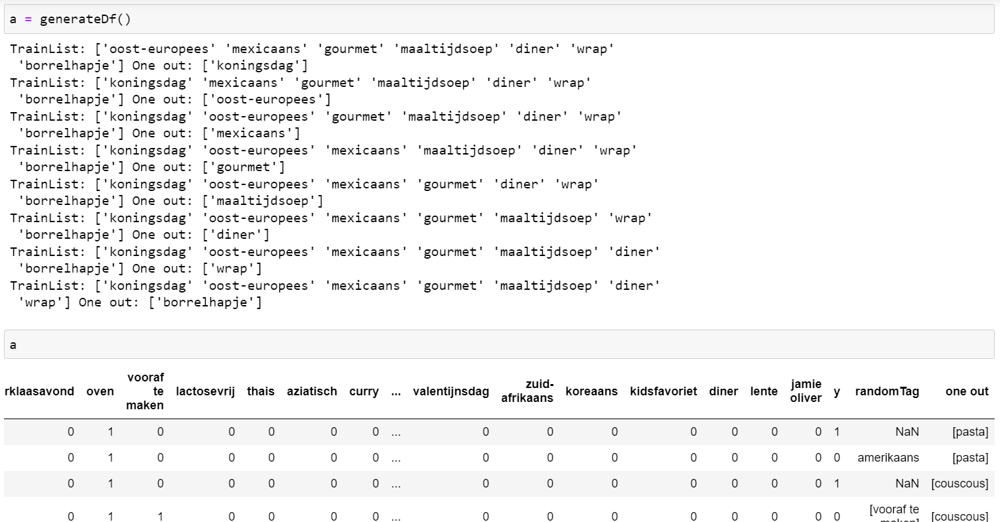 a = generateDf()
TrainList: ['oost-europees' 'mexicaans' 'gourmet' 'maaltijdsoep' 'diner' 'wrap'
'borrelhapje'] One out: ['koningsdag']
TrainList: ['koningsdag' 'mexicaans' 'gourmet' 'maaltijdsoep' 'diner' 'wrap'
'borrelhapje'] One out: ['oost-europees']
TrainList: ['koningsdag' 'oost-europees' 'gourmet' 'maaltijdsoep' 'diner' 'wrap'
'borrelhapje'] One out: ['mexicaans']
TrainList: ['koningsdag' 'oost-europees' 'mexicaans' 'maaltijdsoep' 'diner' 'wrap'
'borrelhapje'] One out: ['gourmet']
TrainList: ['koningsdag' 'oost-europees' 'mexicaans' 'gourmet' 'diner' 'wrap'
'borrelhapje'] One out: ['maaltijdsoep']
TrainList: ['koningsdag' 'oost-europees' 'mexicaans' 'gourmet' 'maaltijdsoep' 'wrap'
'borrelhapje'] One out: ['diner']
TrainList: ['koningsdag' 'oost-europees' 'mexicaans' 'gourmet' 'maaltijdsoep' 'diner'
'borrelhapje'] One out: ['wrap']
TrainList: ['koningsdag' 'oost-europees' 'mexicaans' 'gourmet' 'maaltijdsoep' 'diner'
'wrap'] One out: ['borrelhapje']
a
rklaasavond oven vooraf te maken lactosevrij thais aziatisch curry ... valentijnsdag zuid-afrikaans koreaans kidsfavoriet diner lente jamie oliver y randomTag one out
0 1 0 0 0 0 0 ... 0 0 0 0 0 0 0 1 NaN [pasta]
0 1 0 0 0 0 0 ... 0 0 0 0 0 0 0 0 amerikaans [pasta]
0 1 0 0 0 0 0 ... 0 0 0 0 0 0 0 1 NaN [couscous]
0 1 1 0 0 0 0 ... 0 0 0 0 0 0 0 0 [vooraf te maken] [couscous]